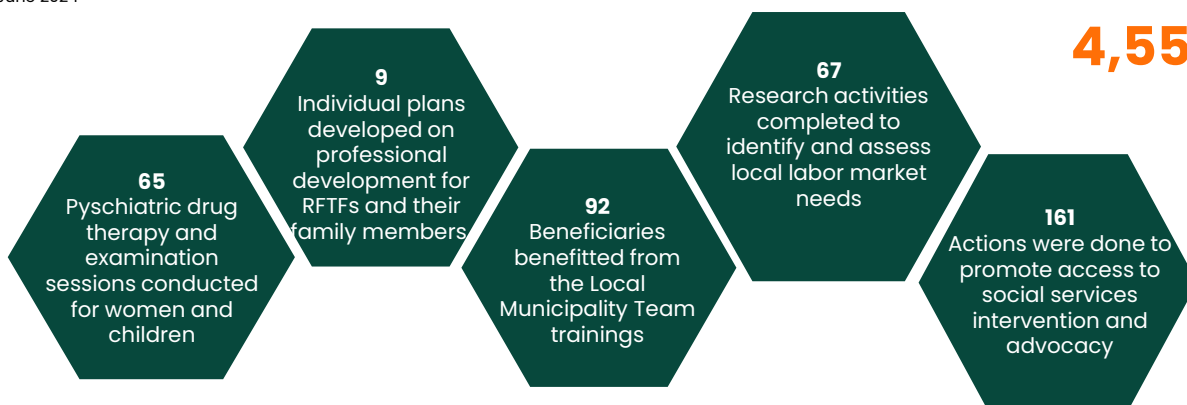 4,55
65
Pyschiatric drug
therapy and
examination
sessions conducted
for women and
children
9
Individual plans
developed on
professional
development for
RFTFs and their
family members
92
Beneficiaries
benefitted from
the Local
Municipality Team
trainings
67
Research activities
completed to
identify and assess
local labor market
needs
161
Actions were done to
promote access to
social services
intervention and
advocacy